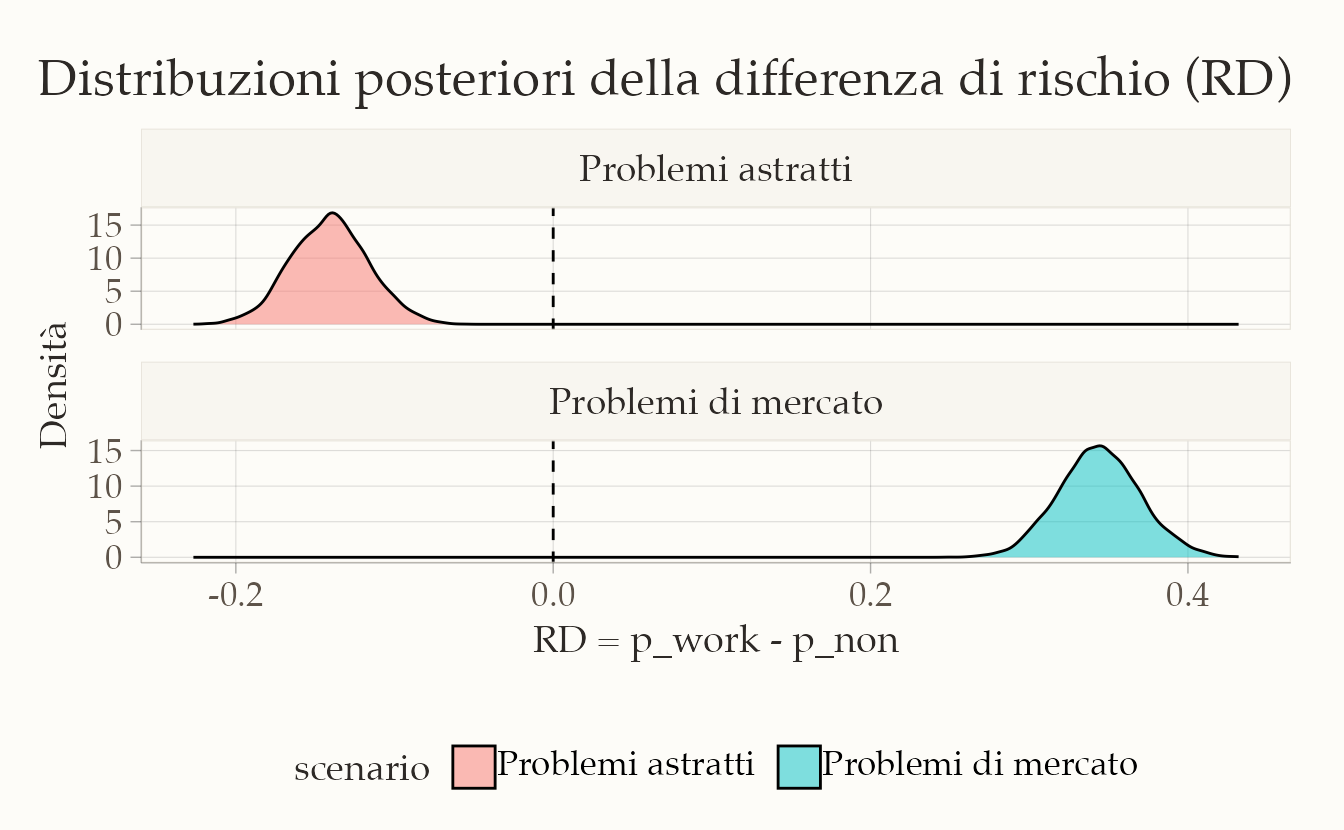 Distribuzioni posteriori della differenza di rischio (RD)
Problemi astratti
15
10
5
0
Densità
Problemi di mercato
15
10
5
0
-0.2 0.0 0.2 0.4
RD = p_work - p_non
scenario Problemi astratti Problemi di mercato